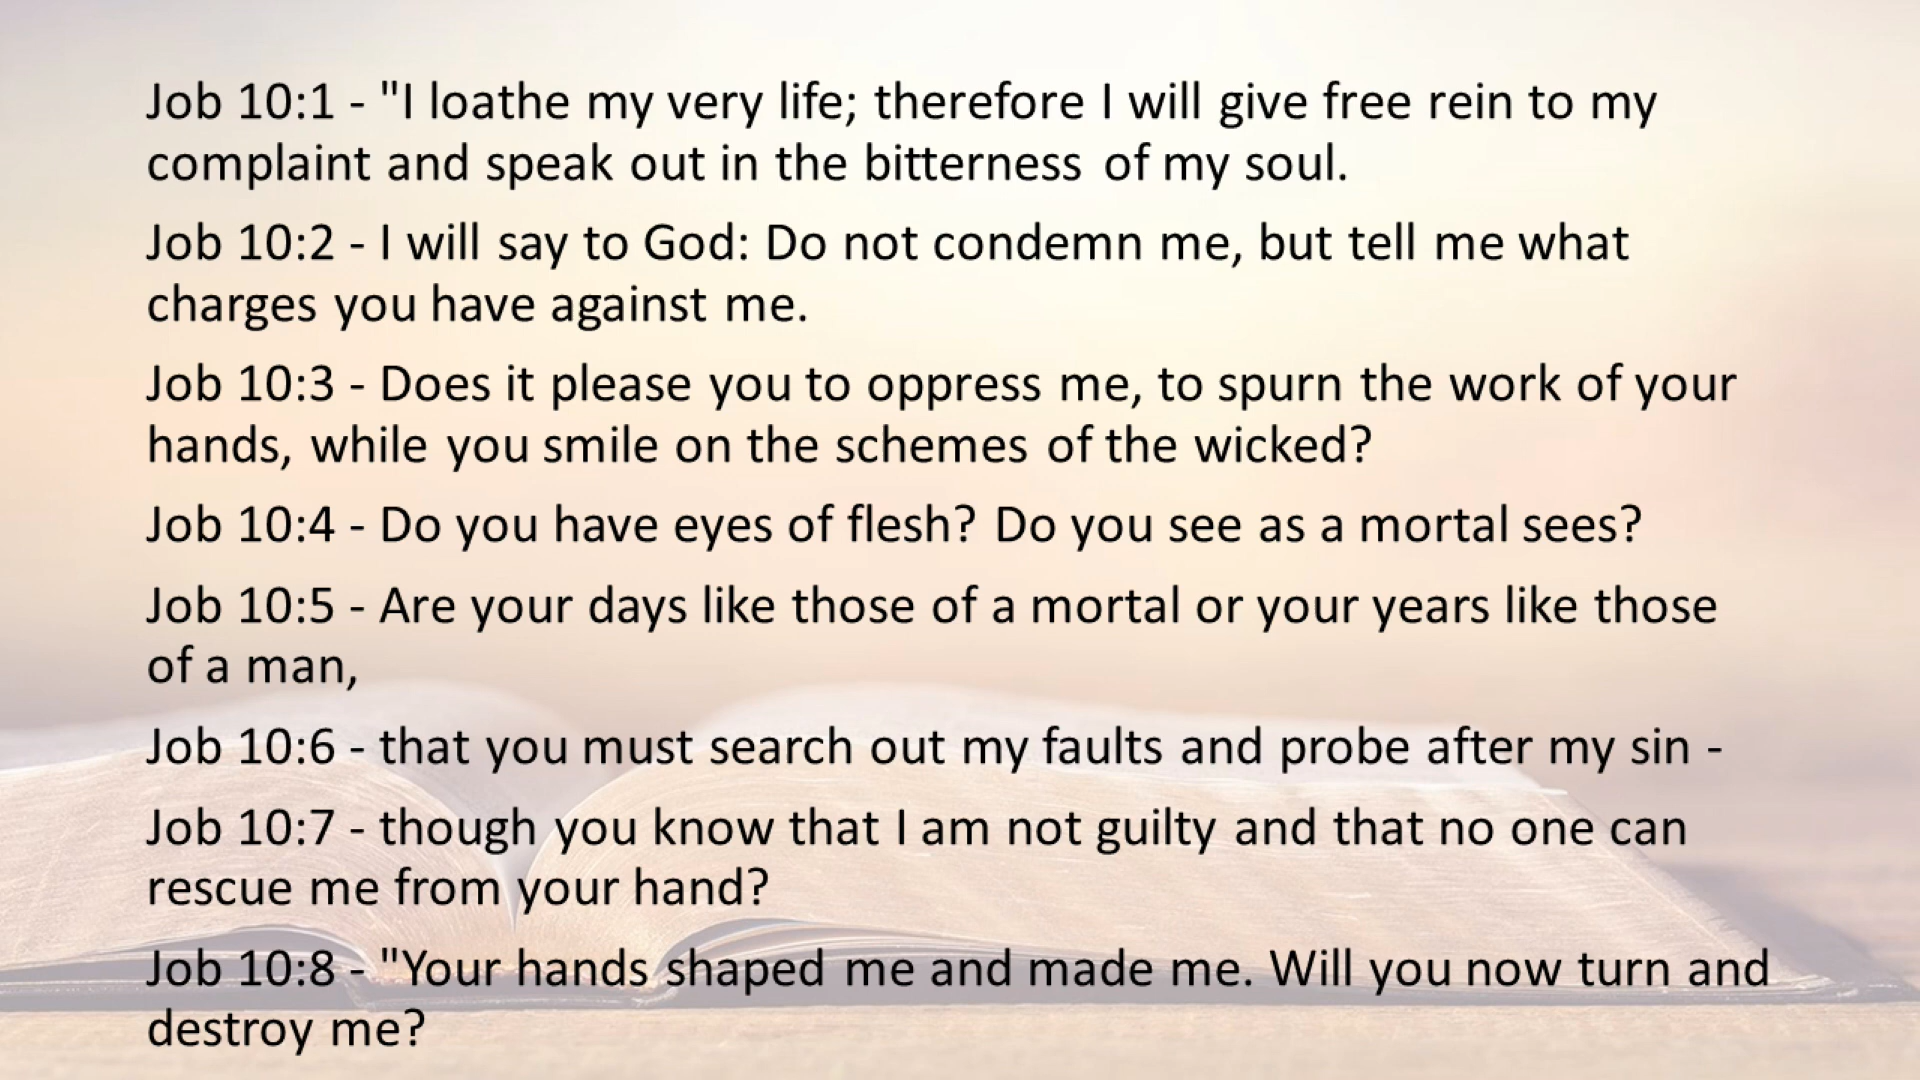 Job 10:1 - "I loathe my very life; therefore I will give free rein to my
complaint and speak out in the bitterness of my soul.
Job 10:2 - I will say to God: Do not condemn me, but tell me what
charges you have against me.
Job 10:3 - Does it please you to oppress me, to spurn the work of your
hands, while you smile on the schemes of the wicked?
Job 10:4 - Do you have eyes of flesh? Do you see as a mortal sees?
Job 10:5 - Are your days like those of a mortal or your years like those
of a man,
Job 10:6 - that you must search out my faults and probe after my sin -
Job 10:7 - though you know that I am not guilty and that no one can
rescue me from your hand?
Job 10:8 - "Your hands shaped me and made me. Will you now turn and
destroy me?